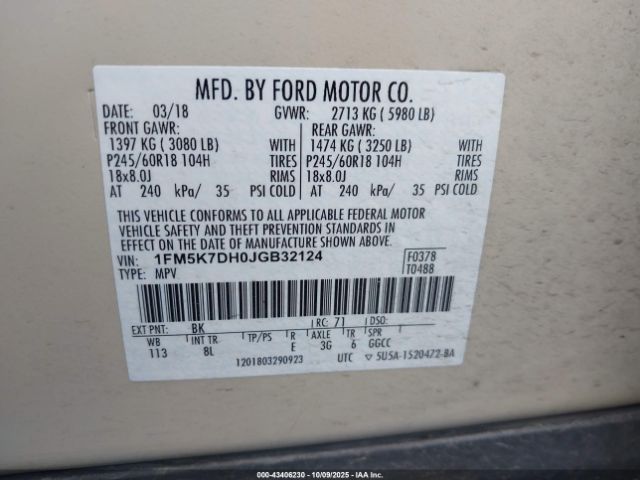 MFD. BY FORD MOTOR CO.
DATE: 03/18 GVWR: 2713 KG ( 5980 LB)
FRONT GAWR: REAR GAWR:
1397 KG ( 3080 LB) WITH 1474 KG ( 3250 LB) WITH
P245/60R18 104H TIRES P245/60R18 104H TIRES
18x8.0J RIMS 18x8.0J RIMS
AT 240 kPa/ 35 PSI COLD AT 240 kPa/ 35 PSI COLD
THIS VEHICLE CONFORMS TO ALL APPLICABLE FEDERAL MOTOR
VEHICLE SAFETY AND THEFT PREVENTION STANDARDS IN
EFFECT ON THE DATE OF MANUFACTURE SHOWN ABOVE.
VIN: 1FM5K7DH0JGB32124 F0378
TYPE: MPV T0488
EXT PNT: BK RC: 71 DSO:
WB INT TR TP/PS R AXLE TR SPR
113 8L E 3G 6 GGCC
1201803290923 UTC ▽ 5U5A-1520472-BA
000-43406230 - 10/09/2025 - IAA Inc.